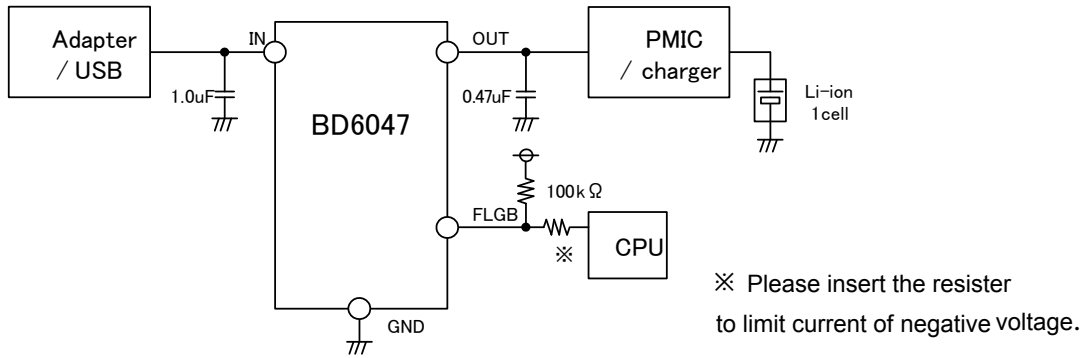 Adapter
/ USB
IN
1.0uF
BD6047
OUT
0.47uF
PMIC
/ charger
Li-ion
1cell
100kΩ
FLGB
※
CPU
GND
※ Please insert the resister
to limit current of negative voltage.